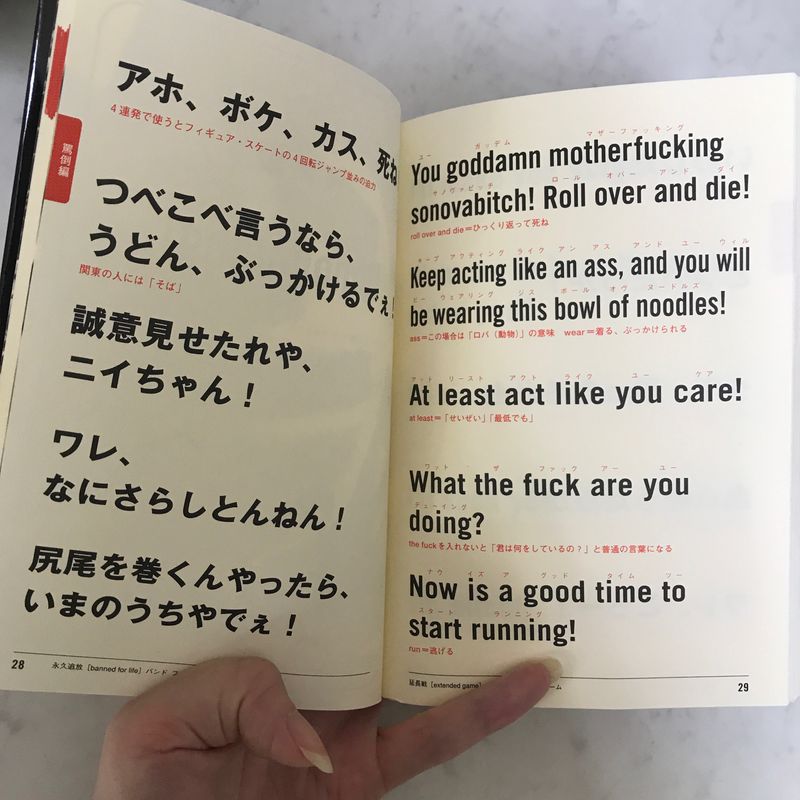 罵倒編
アホ、ボケ、カス、死ね
4連発で使うとフィギュア・スケートの4回転ジャンプ並みの迫力
つべこべ言うなら、
うどん、ぶっかけるでぇ!
関東の人には「そば」
誠意見せたれや、
ニイちゃん!
ワレ、
なにさらしとんねん!
尻尾を巻くんやったら、
いまのうちやでぇ!
28
永久追放 [banned for life] バンド フ
ユー ガッデム マザーファッキング
You goddamn motherfucking
サノヴァビッチ ロール オバー アンド ダイ
sonovabitch! Roll over and die!
roll over and die=ひっくり返って死ね
キープ アクティング ライク アン アス アンド ユー ウィル
Keep acting like an ass, and you will
ビー ウェアリング ジス ボール オヴ ヌードルズ
be wearing this bowl of noodles!
ass=この場合は「ロバ(動物)」の意味 wear=着る、ぶっかけられる
アット リースト アクト ライク ユー ケア
At least act like you care!
at least=「せいぜい」「最低でも」
ワット ザ ファック アー ユー
What the fuck are you
デューイング
doing?
the fuckを入れないと「君は何をしているの?」と普通の言葉になる
ナウ イズ ア グッド タイム ツー
Now is a good time to
スタート ランニング
start running!
run=逃げる
延長戦 [extended game] ーム
29